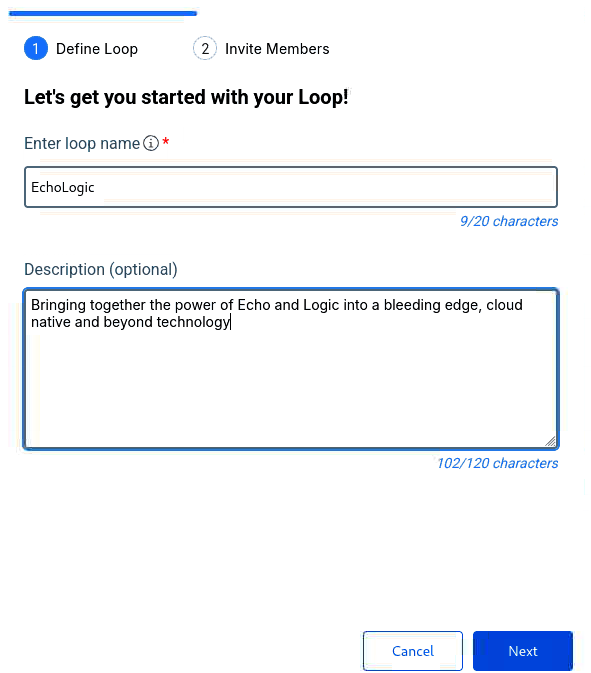 1 Define Loop 2 Invite Members
Let's get you started with your Loop!
Enter loop name *
EchoLogic
9/20 characters
Description (optional)
Bringing together the power of Echo and Logic into a bleeding edge, cloud
native and beyond technology
102/120 characters
Cancel Next